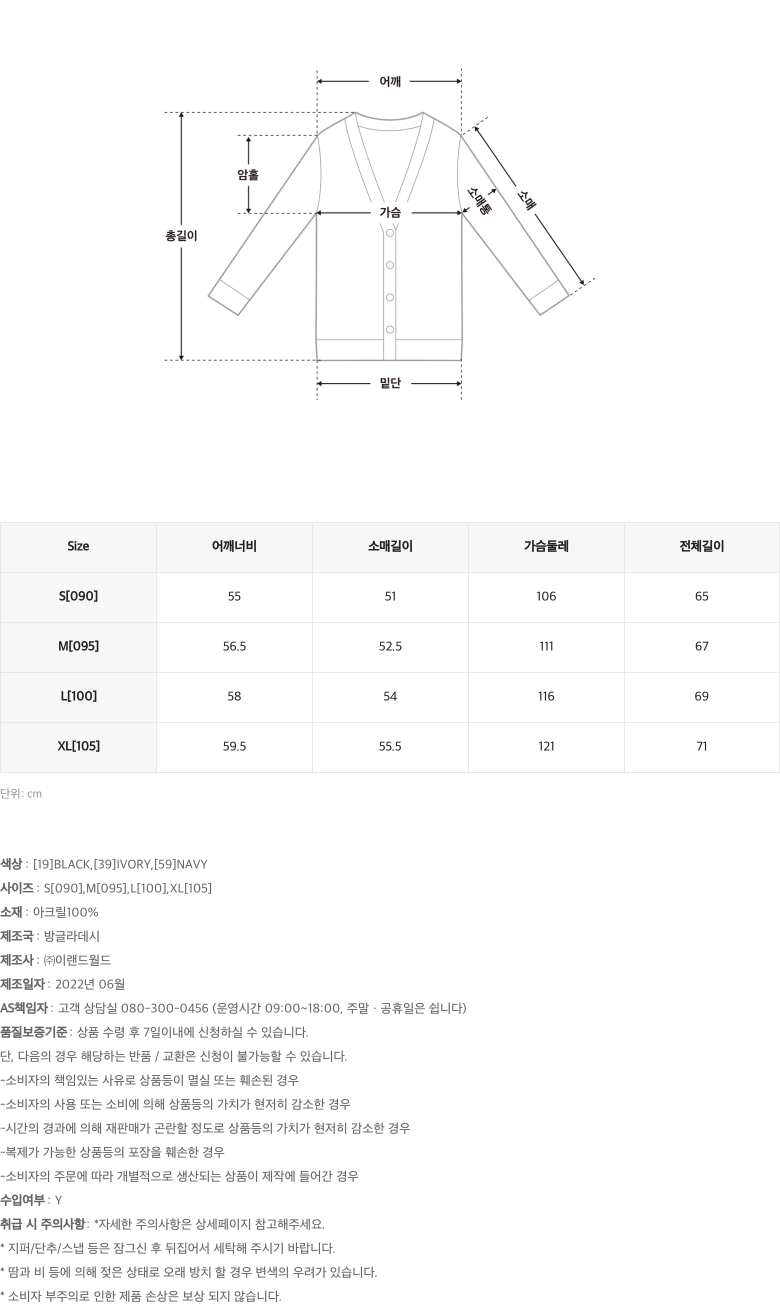 어깨
암홀
소매통
소매
가슴
총길이
밑단
Size 어깨너비 소매길이 가슴둘레 전체길이
S[090] 55 51 106 65
M[095] 56.5 52.5 111 67
L[100] 58 54 116 69
XL[105] 59.5 55.5 121 71
단위: cm
색상 : [19]BLACK,[39]IVORY,[59]NAVY
사이즈 : S[090],M[095],L[100],XL[105]
소재 : 아크릴100%
제조국 : 방글라데시
제조사 : ㈜이랜드월드
제조일자 : 2022년 06월
AS책임자 : 고객 상담실 080-300-0456 (운영시간 09:00~18:00, 주말 · 공휴일은 쉽니다)
품질보증기준 : 상품 수령 후 7일이내에 신청하실 수 있습니다.
단, 다음의 경우 해당하는 반품 / 교환은 신청이 불가능할 수 있습니다.
-소비자의 책임있는 사유로 상품등이 멸실 또는 훼손된 경우
-소비자의 사용 또는 소비에 의해 상품등의 가치가 현저히 감소한 경우
-시간의 경과에 의해 재판매가 곤란할 정도로 상품등의 가치가 현저히 감소한 경우
-복제가 가능한 상품등의 포장을 훼손한 경우
-소비자의 주문에 따라 개별적으로 생산되는 상품이 제작에 들어간 경우
수입여부 : Y
취급 시 주의사항 : *자세한 주의사항은 상세페이지 참고해주세요.
* 지퍼/단추/스냅 등은 잠그신 후 뒤집어서 세탁해 주시기 바랍니다.
* 땀과 비 등에 의해 젖은 상태로 오래 방치 할 경우 변색의 우려가 있습니다.
* 소비자 부주의로 인한 제품 손상은 보상 되지 않습니다.